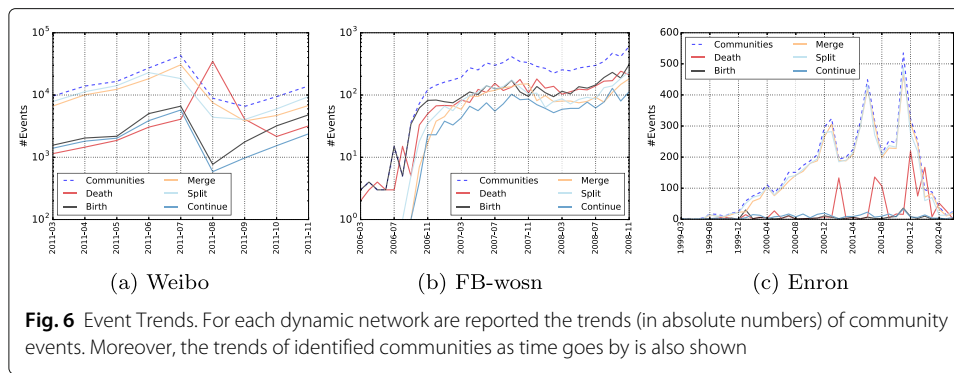 10^5
10^4
10^3
10^2
#Events
Communities
Death
Birth
Merge
Split
Continue
2011-03
2011-04
2011-05
2011-06
2011-07
2011-08
2011-09
2011-10
2011-11
(a) Weibo
10^3
10^2
10^1
10^0
#Events
Communities
Death
Birth
Merge
Split
Continue
2006-03
2006-07
2006-11
2007-03
2007-07
2007-11
2008-03
2008-07
2008-11
(b) FB-wosn
600
500
400
300
200
100
0
#Events
Communities
Death
Birth
Merge
Split
Continue
1999-03
1999-08
1999-12
2000-04
2000-08
2000-12
2001-04
2001-08
2001-12
2002-04
(c) Enron
Fig. 6 Event Trends. For each dynamic network are reported the trends (in absolute numbers) of community
events. Moreover, the trends of identified communities as time goes by is also shown